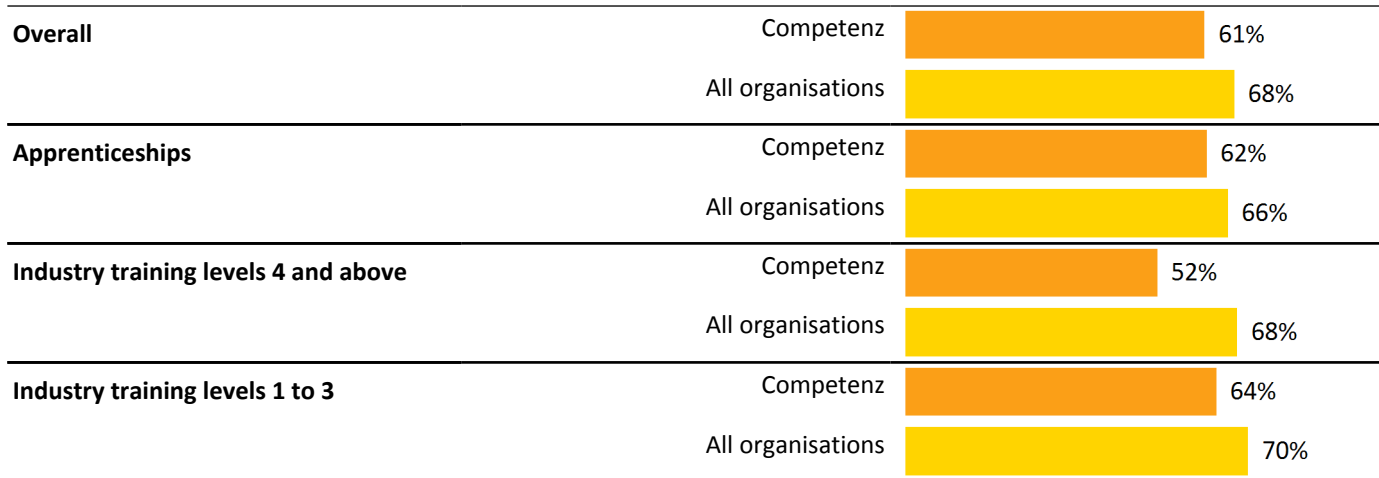 Overall Competenz 61%
All organisations 68%
Apprenticeships Competenz 62%
All organisations 66%
Industry training levels 4 and above Competenz 52%
All organisations 68%
Industry training levels 1 to 3 Competenz 64%
All organisations 70%